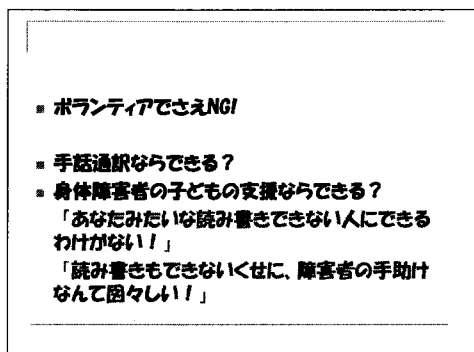 ボランティアでさえNG!
手話通訳ならできる?
身体障害者の子どもの支援ならできる?
「あなたみたいな読み書きできない人にできる
わけがない!」
「読み書きもできないくせに、障害者の手助け
なんて図々しい!」